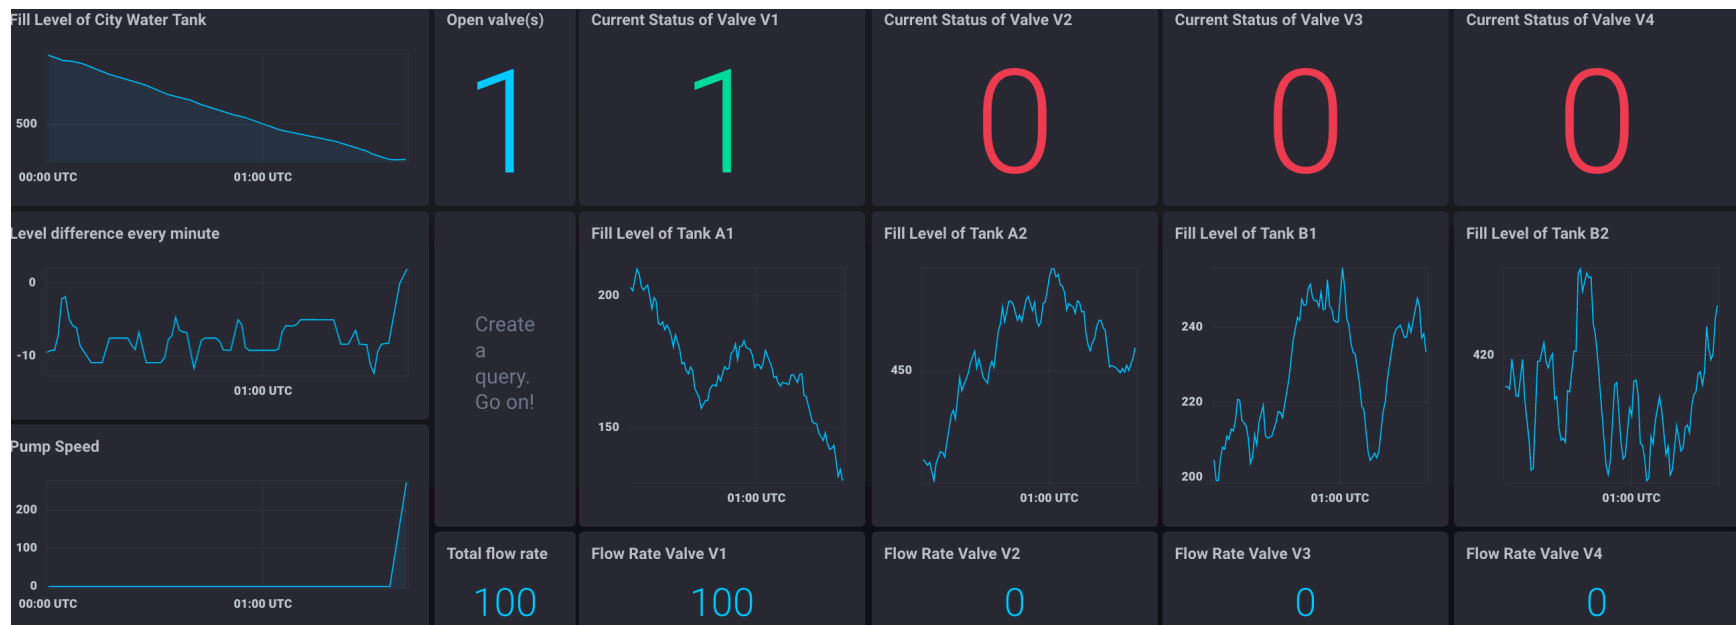 Fill Level of City Water Tank
500
00:00 UTC
01:00 UTC
Open valve(s)
1
Current Status of Valve V1
1
Current Status of Valve V2
0
Current Status of Valve V3
0
Current Status of Valve V4
0
Level difference every minute
0
-10
01:00 UTC
Create
a
query.
Go on!
Fill Level of Tank A1
200
150
01:00 UTC
Fill Level of Tank A2
450
01:00 UTC
Fill Level of Tank B1
240
220
200
01:00 UTC
Fill Level of Tank B2
420
01:00 UTC
Pump Speed
200
100
0
00:00 UTC
01:00 UTC
Total flow rate
100
Flow Rate Valve V1
100
Flow Rate Valve V2
0
Flow Rate Valve V3
0
Flow Rate Valve V4
0